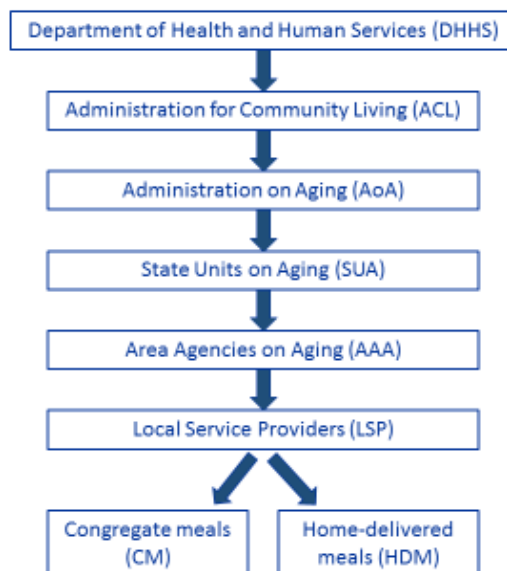 Department of Health and Human Services (DHHS)
Administration for Community Living (ACL)
Administration on Aging (AoA)
State Units on Aging (SUA)
Area Agencies on Aging (AAA)
Local Service Providers (LSP)
Congregate meals
(CM)
Home-delivered
meals (HDM)